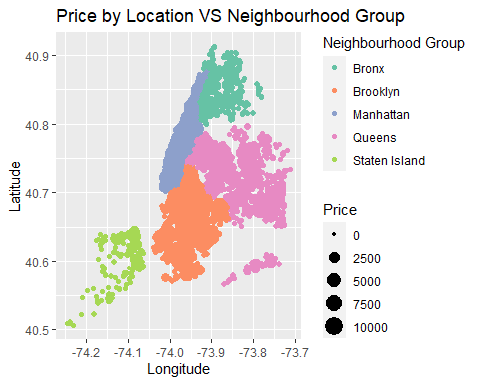 Price by Location VS Neighbourhood Group
Neighbourhood Group
Bronx
Brooklyn
Manhattan
Queens
Staten Island
Price
0
2500
5000
7500
10000
Latitude
40.9
40.8
40.7
40.6
40.5
-74.2 -74.1 -74.0 -73.9 -73.8 -73.7
Longitude